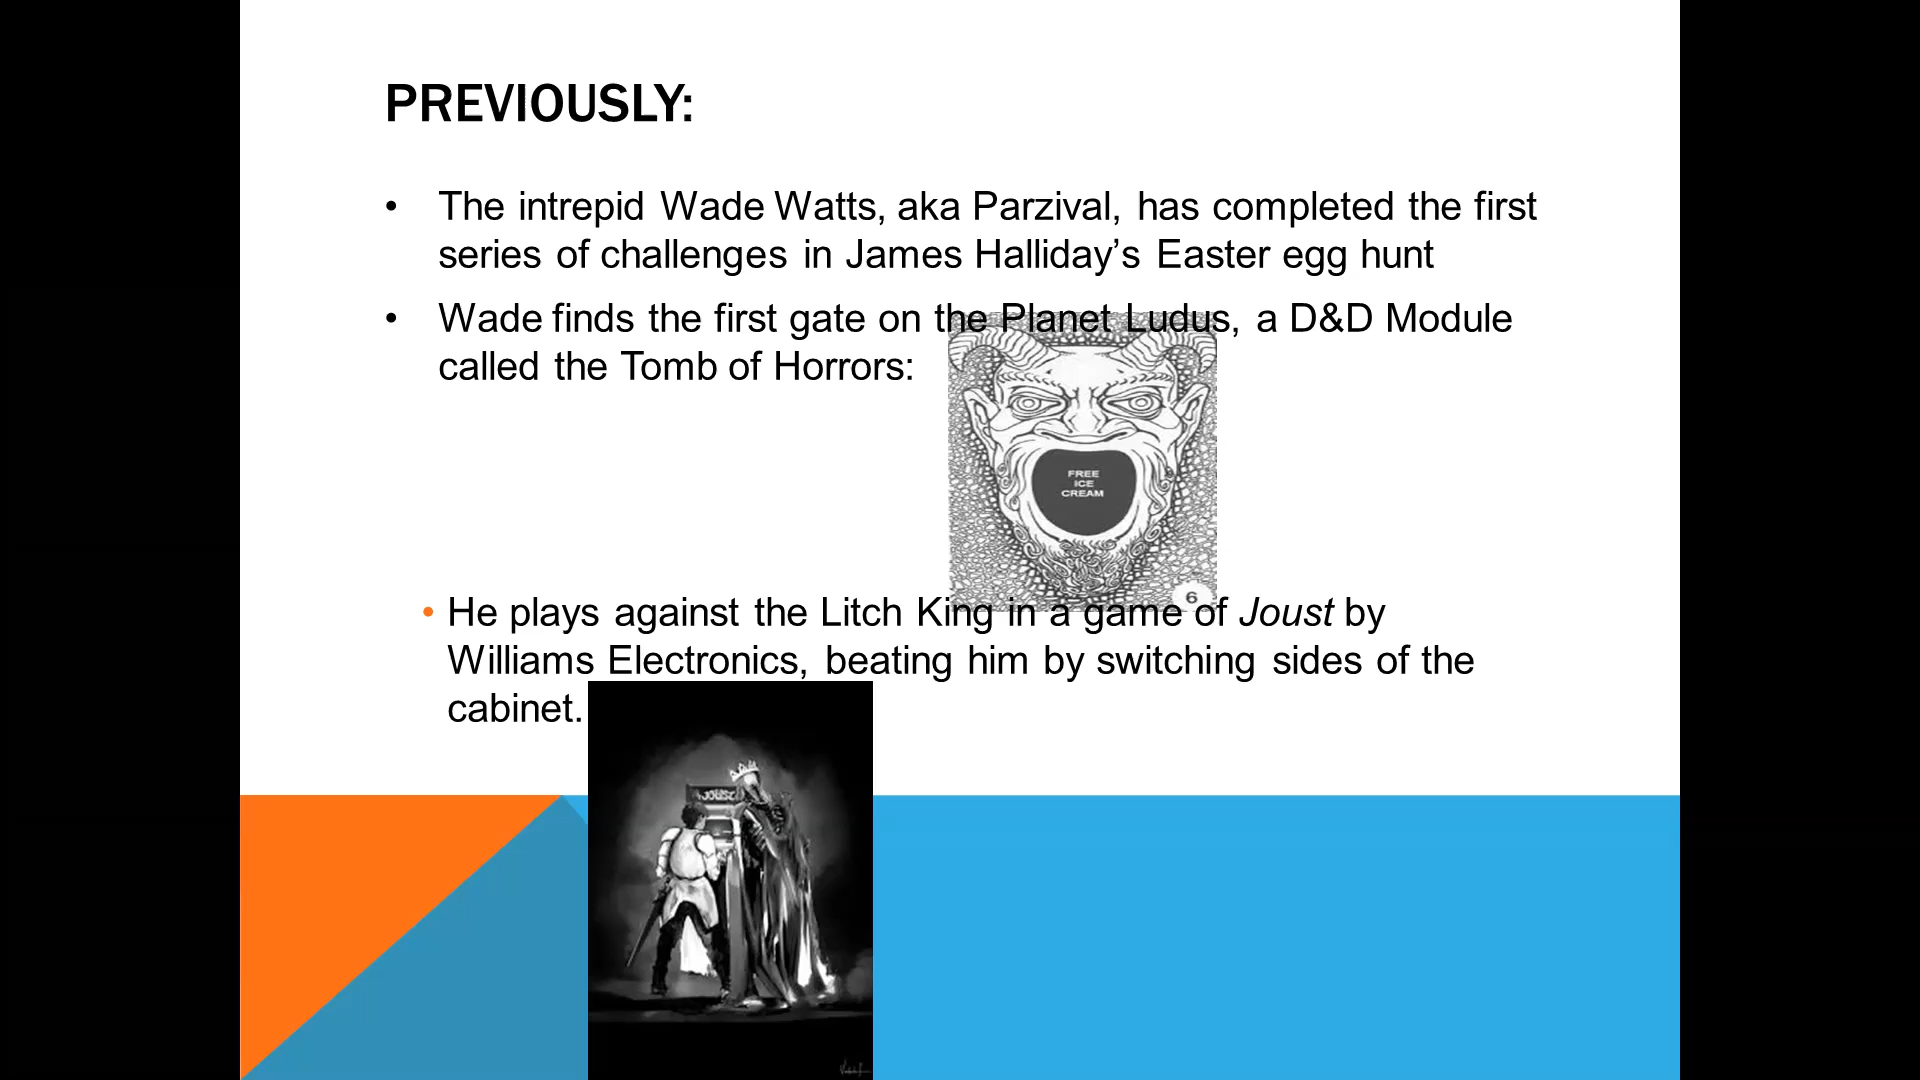 PREVIOUSLY:
• The intrepid Wade Watts, aka Parzival, has completed the first
series of challenges in James Halliday’s Easter egg hunt
• Wade finds the first gate on the Planet Ludus, a D&D Module
called the Tomb of Horrors:
FREE
ICE
CREAM
6
• He plays against the Litch King in a game of Joust by
Williams Electronics, beating him by switching sides of the
cabinet.
JOUST